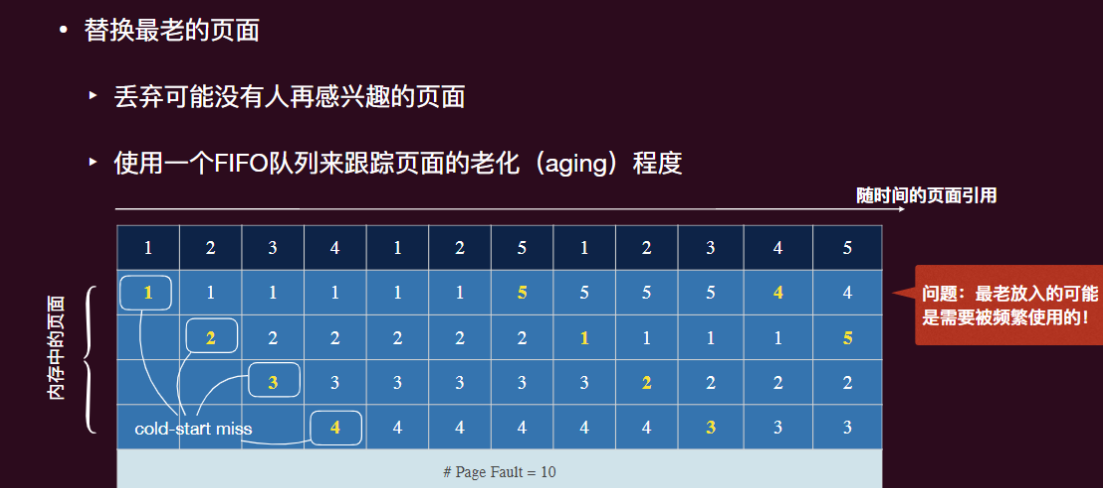 • 替换最老的页面
‣ 丢弃可能没有人再感兴趣的页面
‣ 使用一个FIFO队列来跟踪页面的老化（aging）程度
随时间的页面引用
1 2 3 4 1 2 5 1 2 3 4 5
1 1 1 1 1 1 5 5 5 5 4 4
2 2 2 2 2 2 1 1 1 1 5
3 3 3 3 3 3 2 2 2 2
4 4 4 4 4 4 3 3 3
内存中的页面
cold-start miss
# Page Fault = 10
问题：最老放入的可能
是需要被频繁使用的！